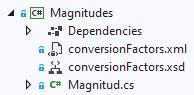 C# Magnitudes
Dependencies
conversionFactors.xml
conversionFactors.xsd
C# Magnitud.cs